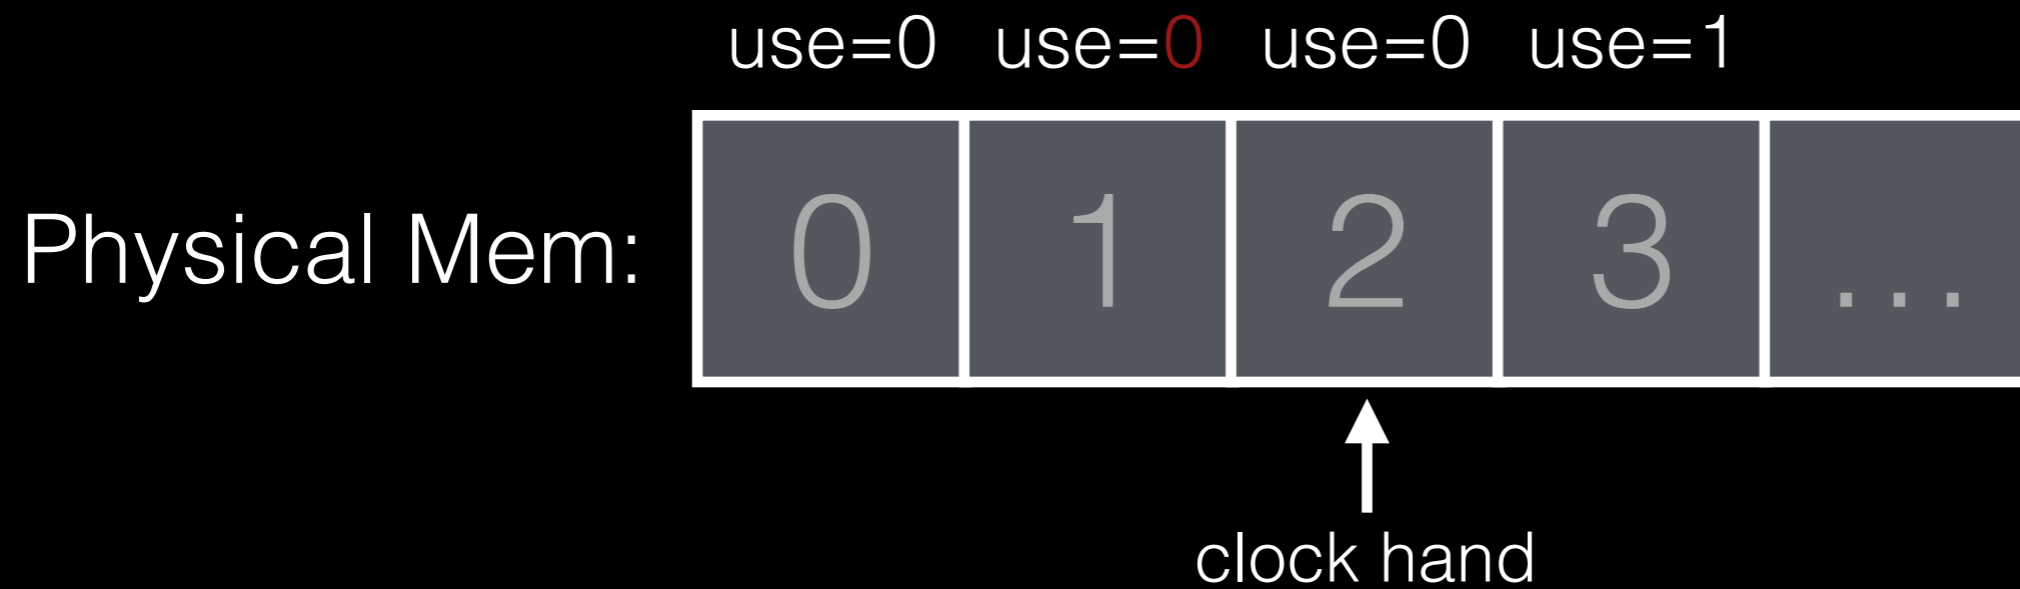 use=0 use=0 use=0 use=1
Physical Mem: 0 1 2 3 ...
clock hand